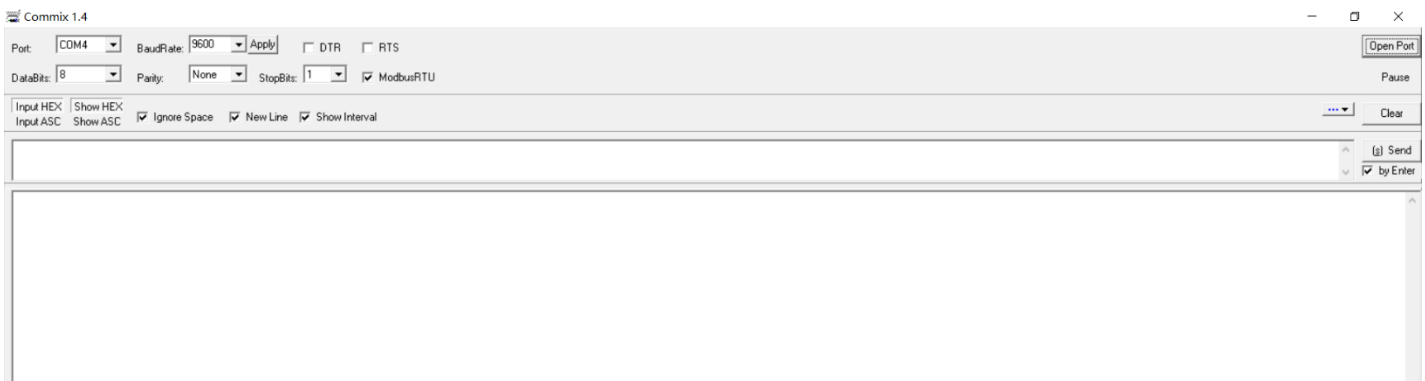 Commix 1.4
Port: COM4 BaudRate: 9600 Apply DTR RTS Open Port
DataBits: 8 Parity: None StopBits: 1 ModbusRTU Pause
Input HEX Show HEX
Input ASC Show ASC Ignore Space New Line Show Interval ... Clear
(s) Send
by Enter